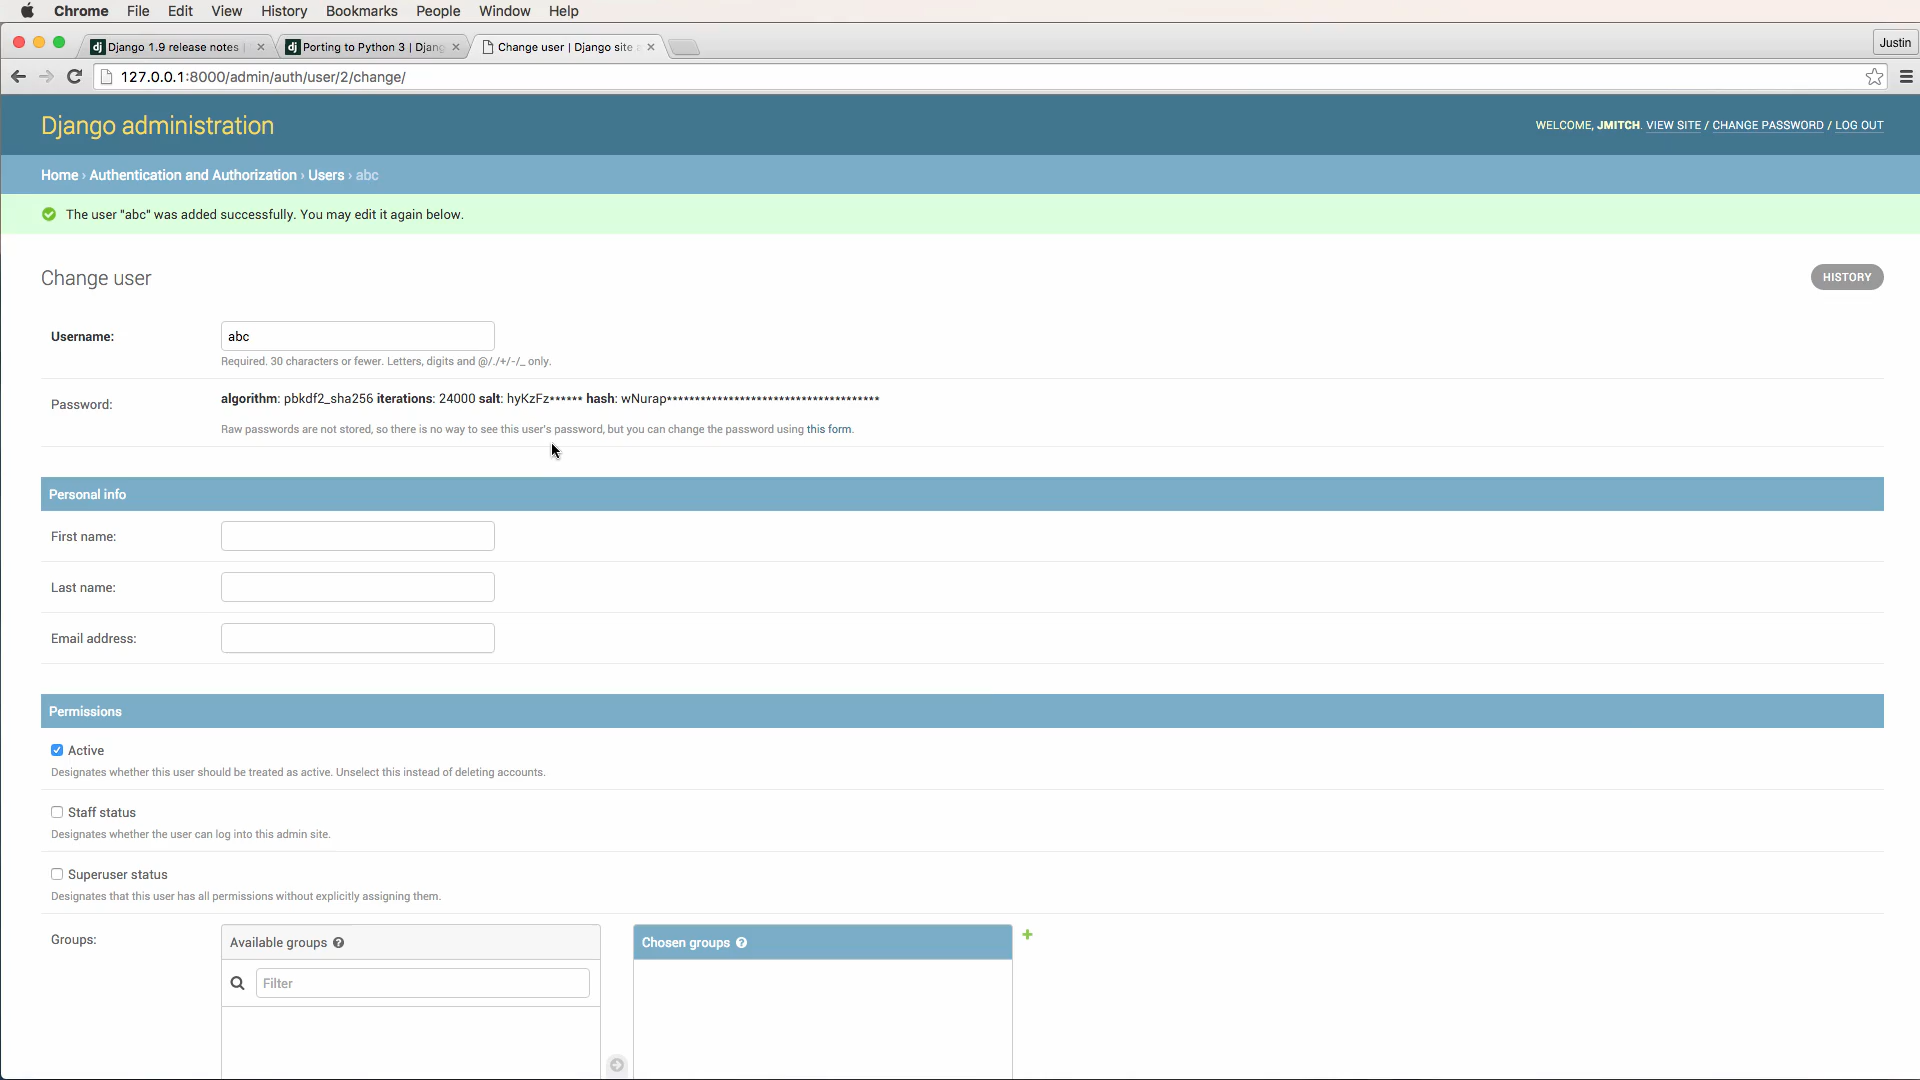 Chrome File Edit View History Bookmarks People Window Help
Django 1.9 release notes
Porting to Python 3 | Djang
Change user | Django site
Justin
127.0.0.1:8000/admin/auth/user/2/change/
Django administration
WELCOME, JMITCH. VIEW SITE / CHANGE PASSWORD / LOG OUT
Home › Authentication and Authorization › Users › abc
The user "abc" was added successfully. You may edit it again below.
Change user
HISTORY
Username: abc
Required. 30 characters or fewer. Letters, digits and @/./+/-/_ only.
Password: algorithm: pbkdf2_sha256 iterations: 24000 salt: hyKzFz****** hash: wNurap**************************************
Raw passwords are not stored, so there is no way to see this user's password, but you can change the password using this form.
Personal info
First name:
Last name:
Email address:
Permissions
Active
Designates whether this user should be treated as active. Unselect this instead of deleting accounts.
Staff status
Designates whether the user can log into this admin site.
Superuser status
Designates that this user has all permissions without explicitly assigning them.
Groups:
Available groups
Filter
Chosen groups